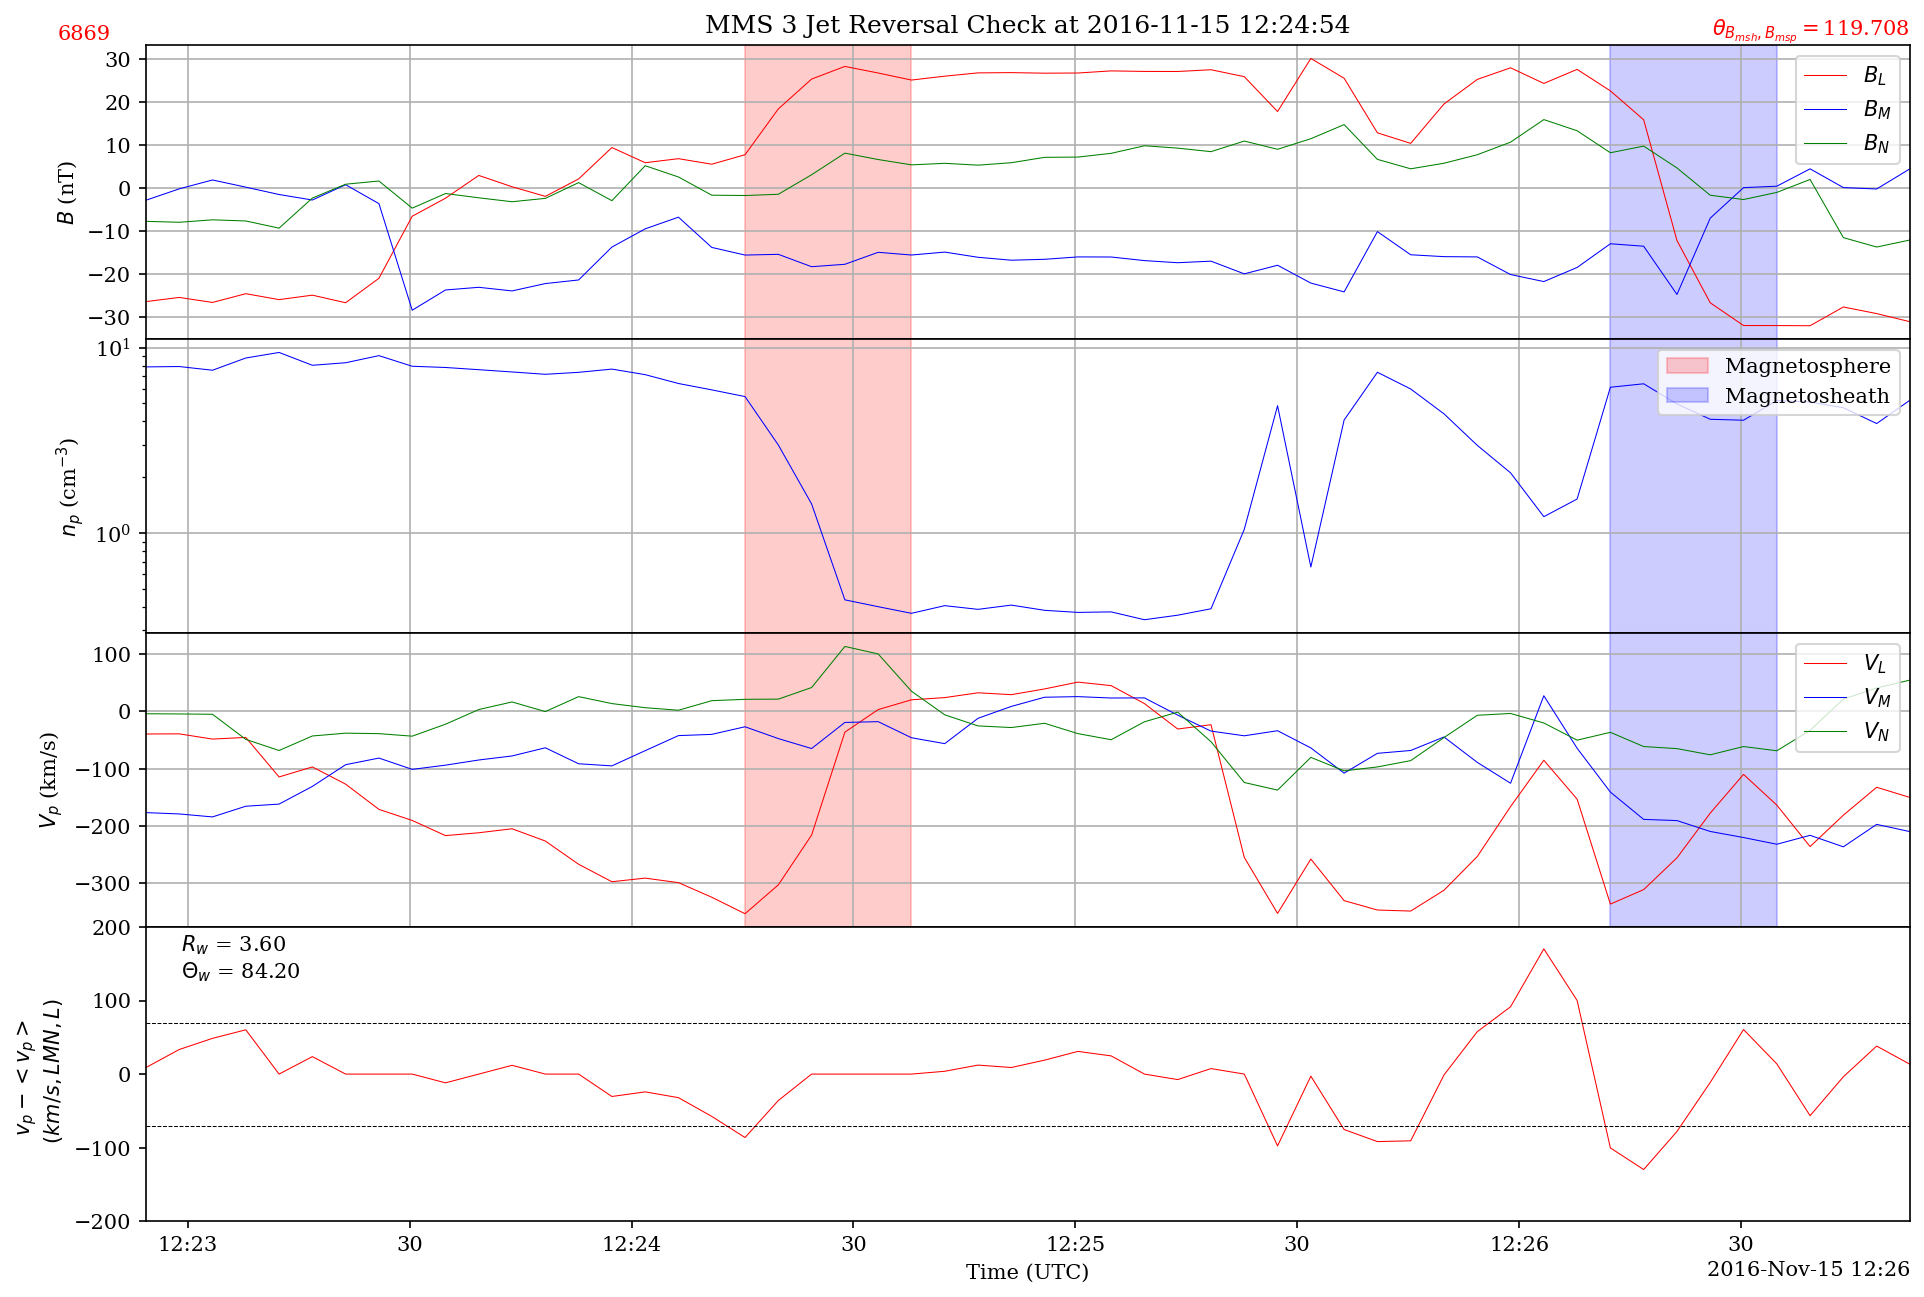 MMS 3 Jet Reversal Check at 2016-11-15 12:24:54
6869
θ_{B_{msh}, B_{msp}} = 119.708
30
20
10
0
−10
−20
−30
B (nT)
B_L
B_M
B_N
10^1
10^0
n_p (cm^{−3})
Magnetosphere
Magnetosheath
100
0
−100
−200
−300
V_p (km/s)
V_L
V_M
V_N
200
100
0
−100
−200
v_p − < v_p >
(km/s, LMN, L)
R_w = 3.60
Θ_w = 84.20
12:23
30
12:24
30
12:25
30
12:26
30
Time (UTC)
2016-Nov-15 12:26